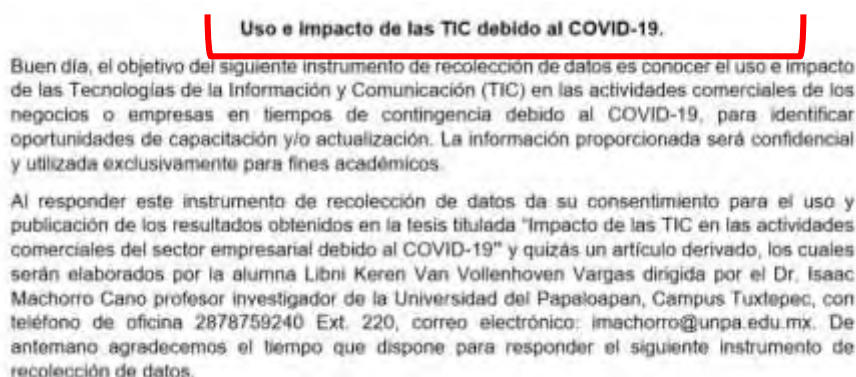 Uso e impacto de las TIC debido al COVID-19.
Buen día, el objetivo del siguiente instrumento de recolección de datos es conocer el uso e impacto
de las Tecnologías de la Información y Comunicación (TIC) en las actividades comerciales de los
negocios o empresas en tiempos de contingencia debido al COVID-19, para identificar
oportunidades de capacitación y/o actualización. La información proporcionada será confidencial
y utilizada exclusivamente para fines académicos.
Al responder este instrumento de recolección de datos da su consentimiento para el uso y
publicación de los resultados obtenidos en la tesis titulada "Impacto de las TIC en las actividades
comerciales del sector empresarial debido al COVID-19" y quizás un artículo derivado, los cuales
serán elaborados por la alumna Libni Keren Van Vollenhoven Vargas dirigida por el Dr. Isaac
Machorro Cano profesor investigador de la Universidad del Papaloapan, Campus Tuxtepec, con
teléfono de oficina 2878759240 Ext. 220, correo electrónico: imachorro@unpa.edu.mx. De
antemano agradecemos el tiempo que dispone para responder el siguiente instrumento de
recolección de datos.